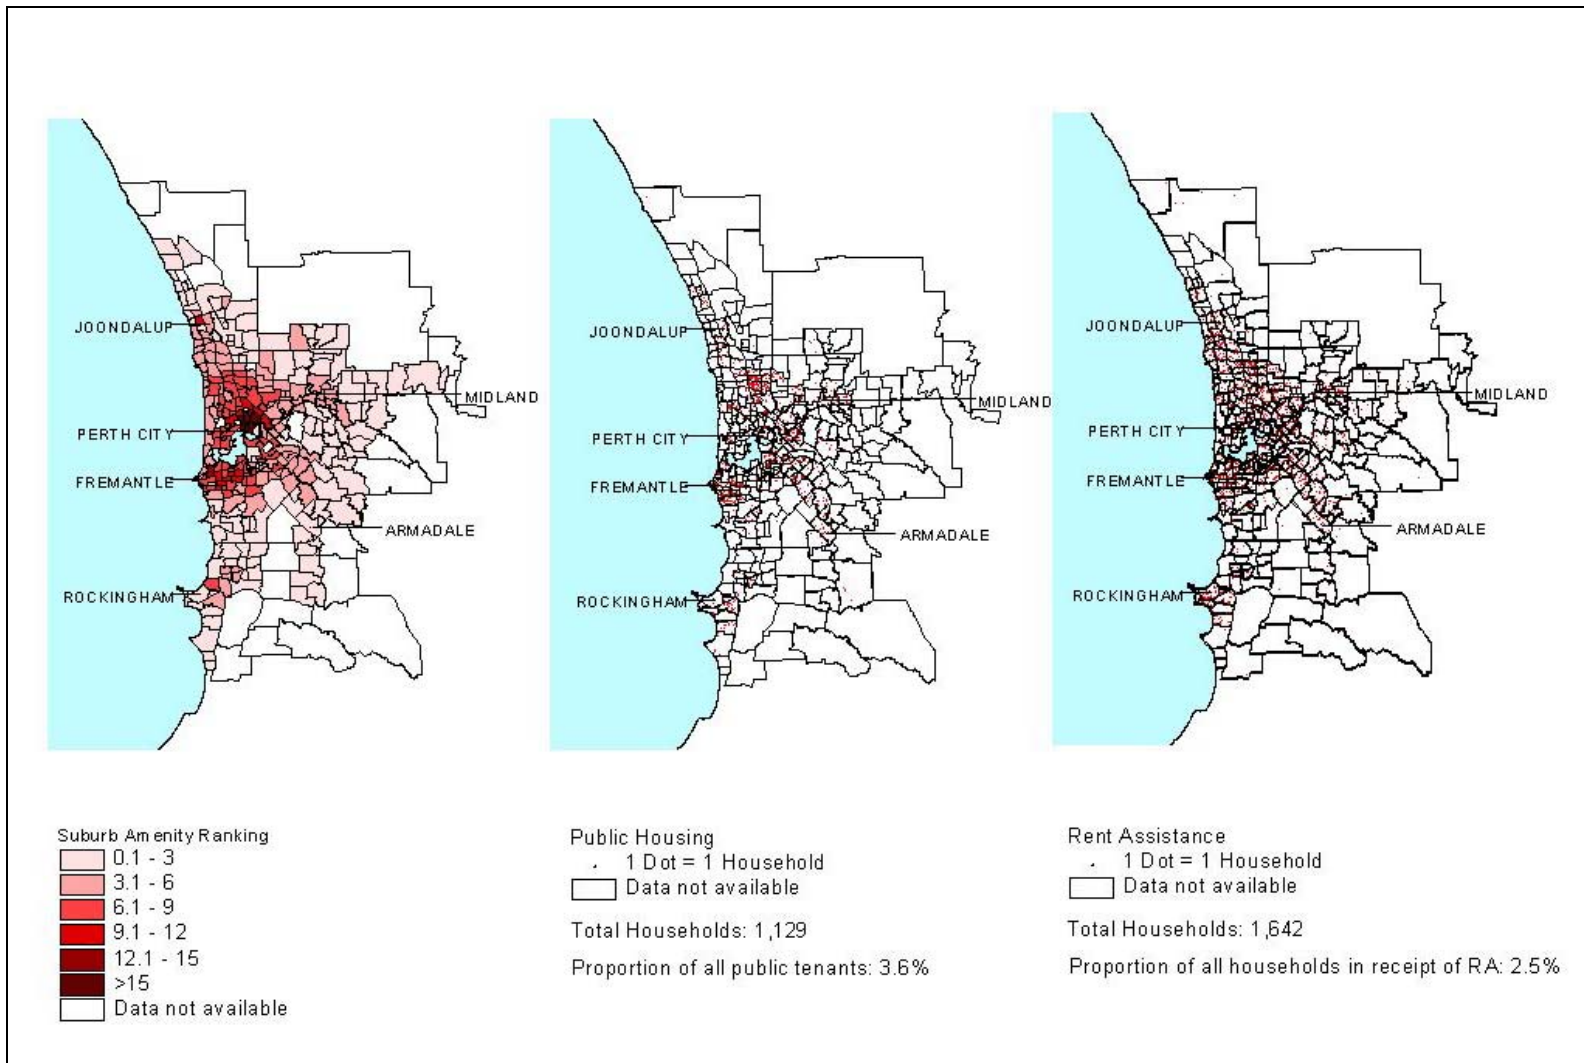 JOONDALUP
MIDLAND
PERTH CITY
FREMANTLE
ARMADALE
ROCKINGHAM
Suburb Amenity Ranking
0.1 - 3
3.1 - 6
6.1 - 9
9.1 - 12
12.1 - 15
>15
Data not available
JOONDALUP
MIDLAND
PERTH CITY
FREMANTLE
ARMADALE
ROCKINGHAM
Public Housing
1 Dot = 1 Household
Data not available
Total Households: 1,129
Proportion of all public tenants: 3.6%
JOONDALUP
MIDLAND
PERTH CITY
FREMANTLE
ARMADALE
ROCKINGHAM
Rent Assistance
1 Dot = 1 Household
Data not available
Total Households: 1,642
Proportion of all households in receipt of RA: 2.5%